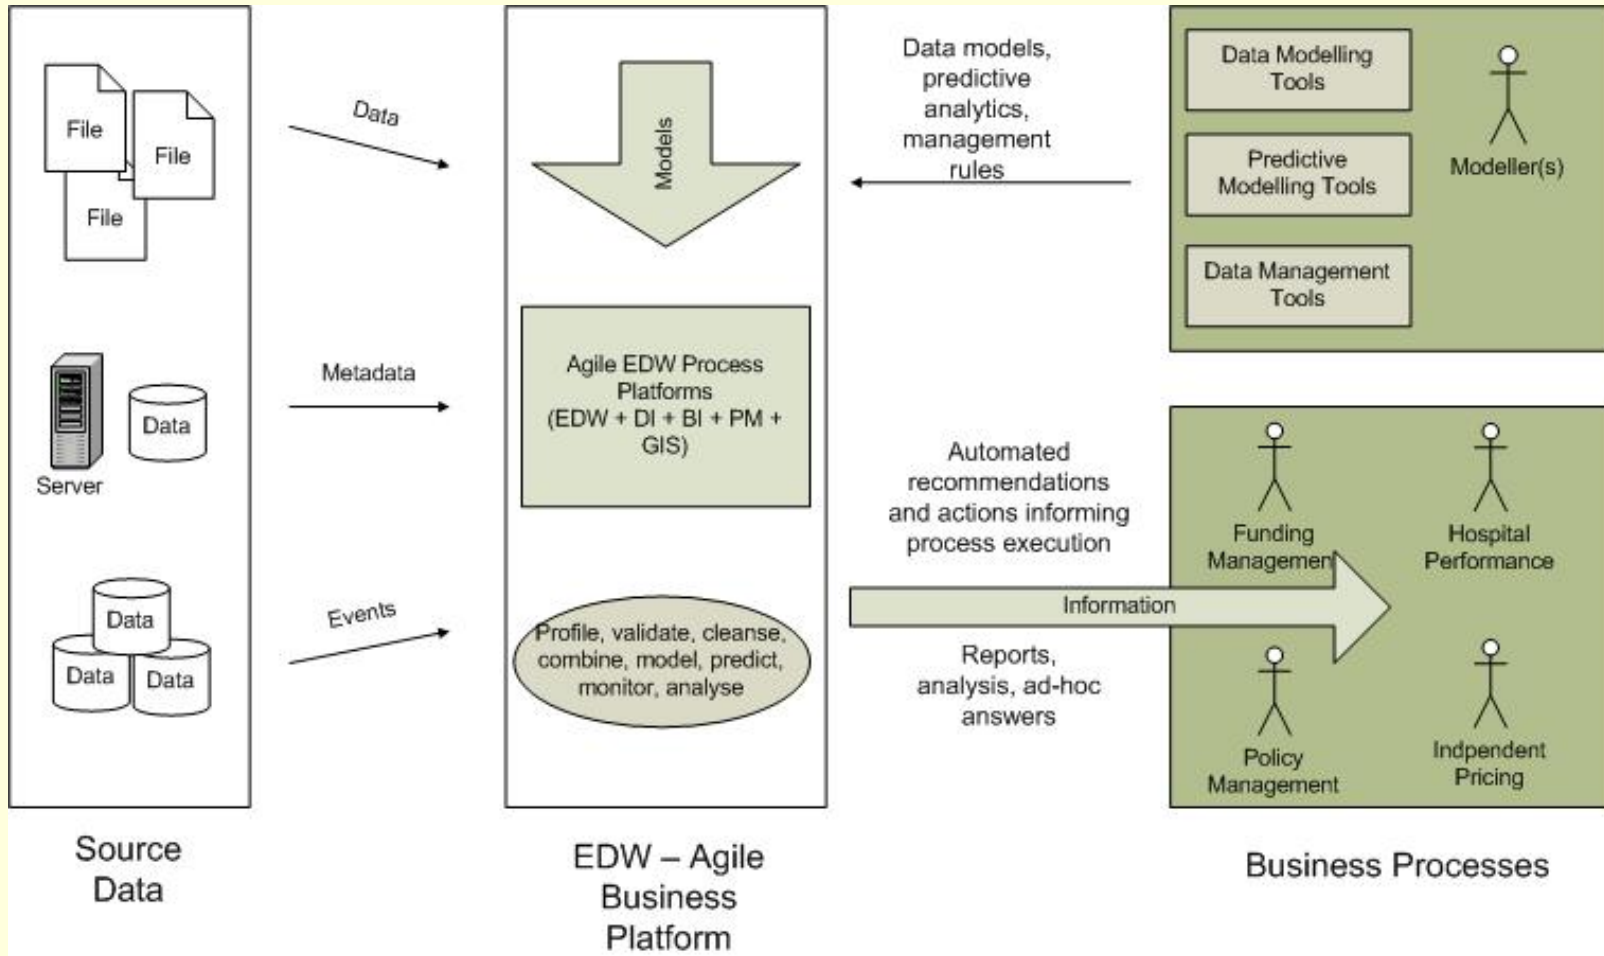 File
File
File
Server
Data
Data
Data
Data
Source
Data
Data
Metadata
Events
Models
Agile EDW Process
Platforms
(EDW + DI + BI + PM +
GIS)
Profile, validate, cleanse,
combine, model, predict,
monitor, analyse
EDW – Agile
Business
Platform
Data models,
predictive
analytics,
management
rules
Automated
recommendations
and actions informing
process execution
Information
Reports,
analysis, ad-hoc
answers
Data Modelling
Tools
Predictive
Modelling Tools
Data Management
Tools
Modeller(s)
Funding
Management
Hospital
Performance
Policy
Management
Indpendent
Pricing
Business Processes